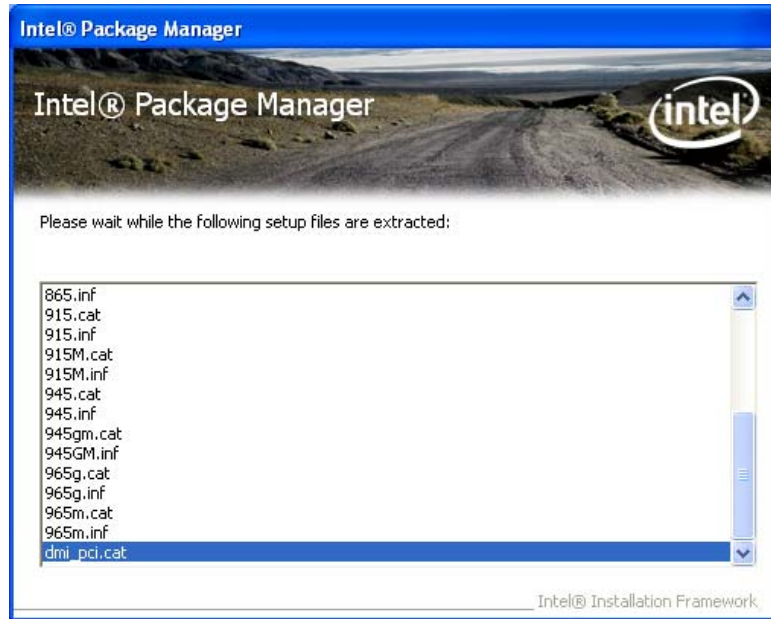 Intel® Package Manager
Intel® Package Manager
intel
Please wait while the following setup files are extracted:
865.inf
915.cat
915.inf
915M.cat
915M.inf
945.cat
945.inf
945gm.cat
945GM.inf
965g.cat
965g.inf
965m.cat
965m.inf
dmi_pci.cat
Intel® Installation Framework